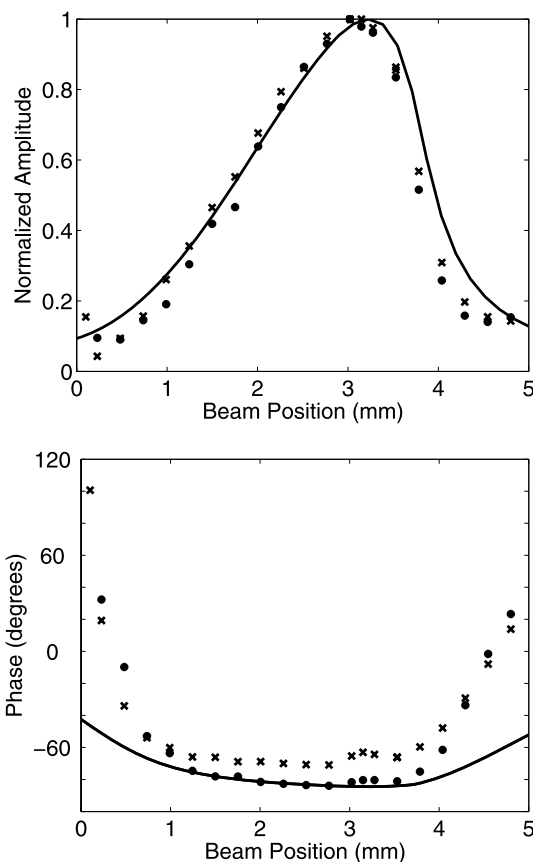 1
0.8
0.6
0.4
0.2
0
Normalized Amplitude
0 1 2 3 4 5
Beam Position (mm)
120
60
0
−60
Phase (degrees)
0 1 2 3 4 5
Beam Position (mm)